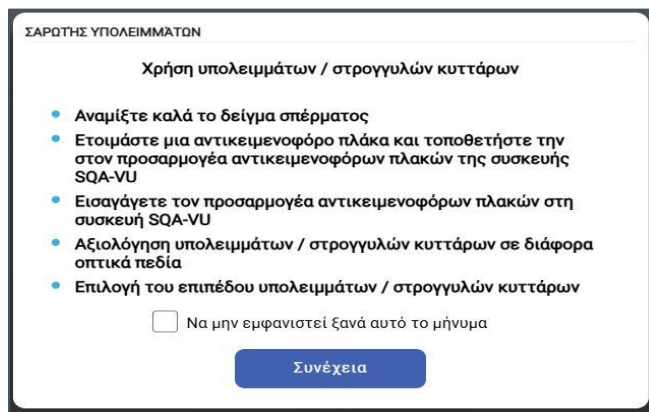 ΣΑΡΩΤΉΣ ΥΠΟΛΕΙΜΜΆΤΩΝ
Χρήση υπολειμμάτων / στρογγυλών κυττάρων
• Αναμίξτε καλά το δείγμα σπέρματος
• Ετοιμάστε μια αντικειμενοφόρο πλάκα και τοποθετήστε την
στον προσαρμογέα αντικειμενοφόρων πλακών της συσκευής
SQA-VU
• Εισαγάγετε τον προσαρμογέα αντικειμενοφόρων πλακών στη
συσκευή SQA-VU
• Αξιολόγηση υπολειμμάτων / στρογγυλών κυττάρων σε διάφορα
οπτικά πεδία
• Επιλογή του επιπέδου υπολειμμάτων / στρογγυλών κυττάρων
Να μην εμφανιστεί ξανά αυτό το μήνυμα
Συνέχεια